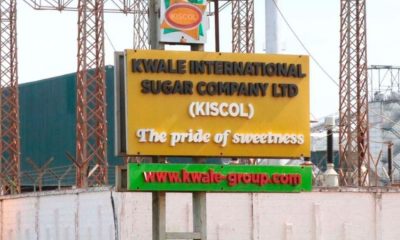 KISCOL
KWALE INTERNATIONAL
SUGAR COMPANY LTD
(KISCOL)
The pride of sweetness
www.kwale-group.com